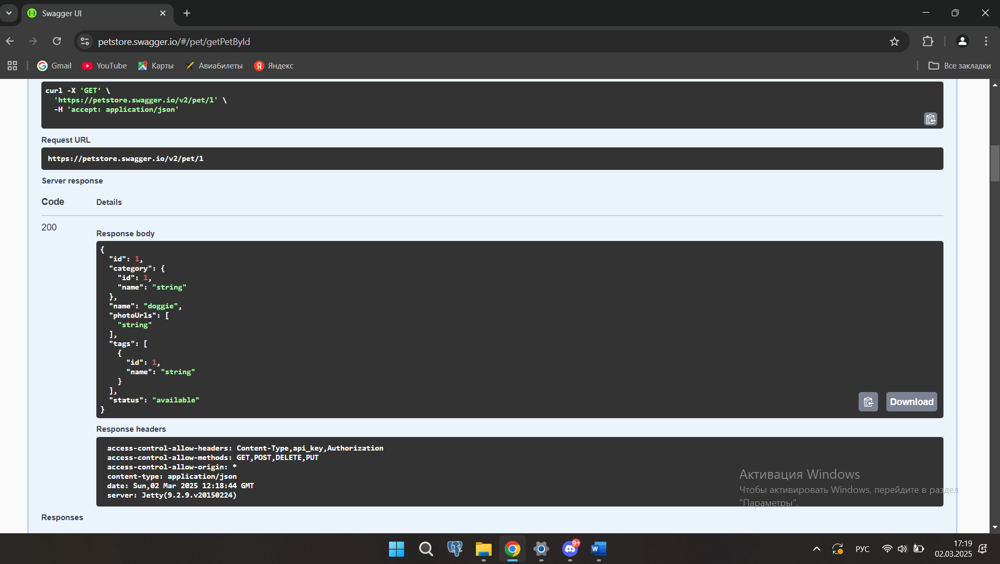 Swagger UI
petstore.swagger.io/#/pet/getPetById
Gmail
YouTube
Карты
Авиабилеты
Яндекс
Все закладки
curl -X 'GET' \
'https://petstore.swagger.io/v2/pet/1' \
-H 'accept: application/json'
Request URL
https://petstore.swagger.io/v2/pet/1
Server response
Code Details
200
Response body
{
"id": 1,
"category": {
"id": 1,
"name": "string"
},
"name": "doggie",
"photoUrls": [
"string"
],
"tags": [
{
"id": 1,
"name": "string"
}
],
"status": "available"
}
Download
Response headers
access-control-allow-headers: Content-Type,api_key,Authorization
access-control-allow-methods: GET,POST,DELETE,PUT
access-control-allow-origin: *
content-type: application/json
date: Sun,02 Mar 2025 12:18:44 GMT
server: Jetty(9.2.9.v20150224)
Активация Windows
Чтобы активировать Windows, перейдите в раздел
"Параметры".
Responses
9+
W
РУС
17:19
02.03.2025